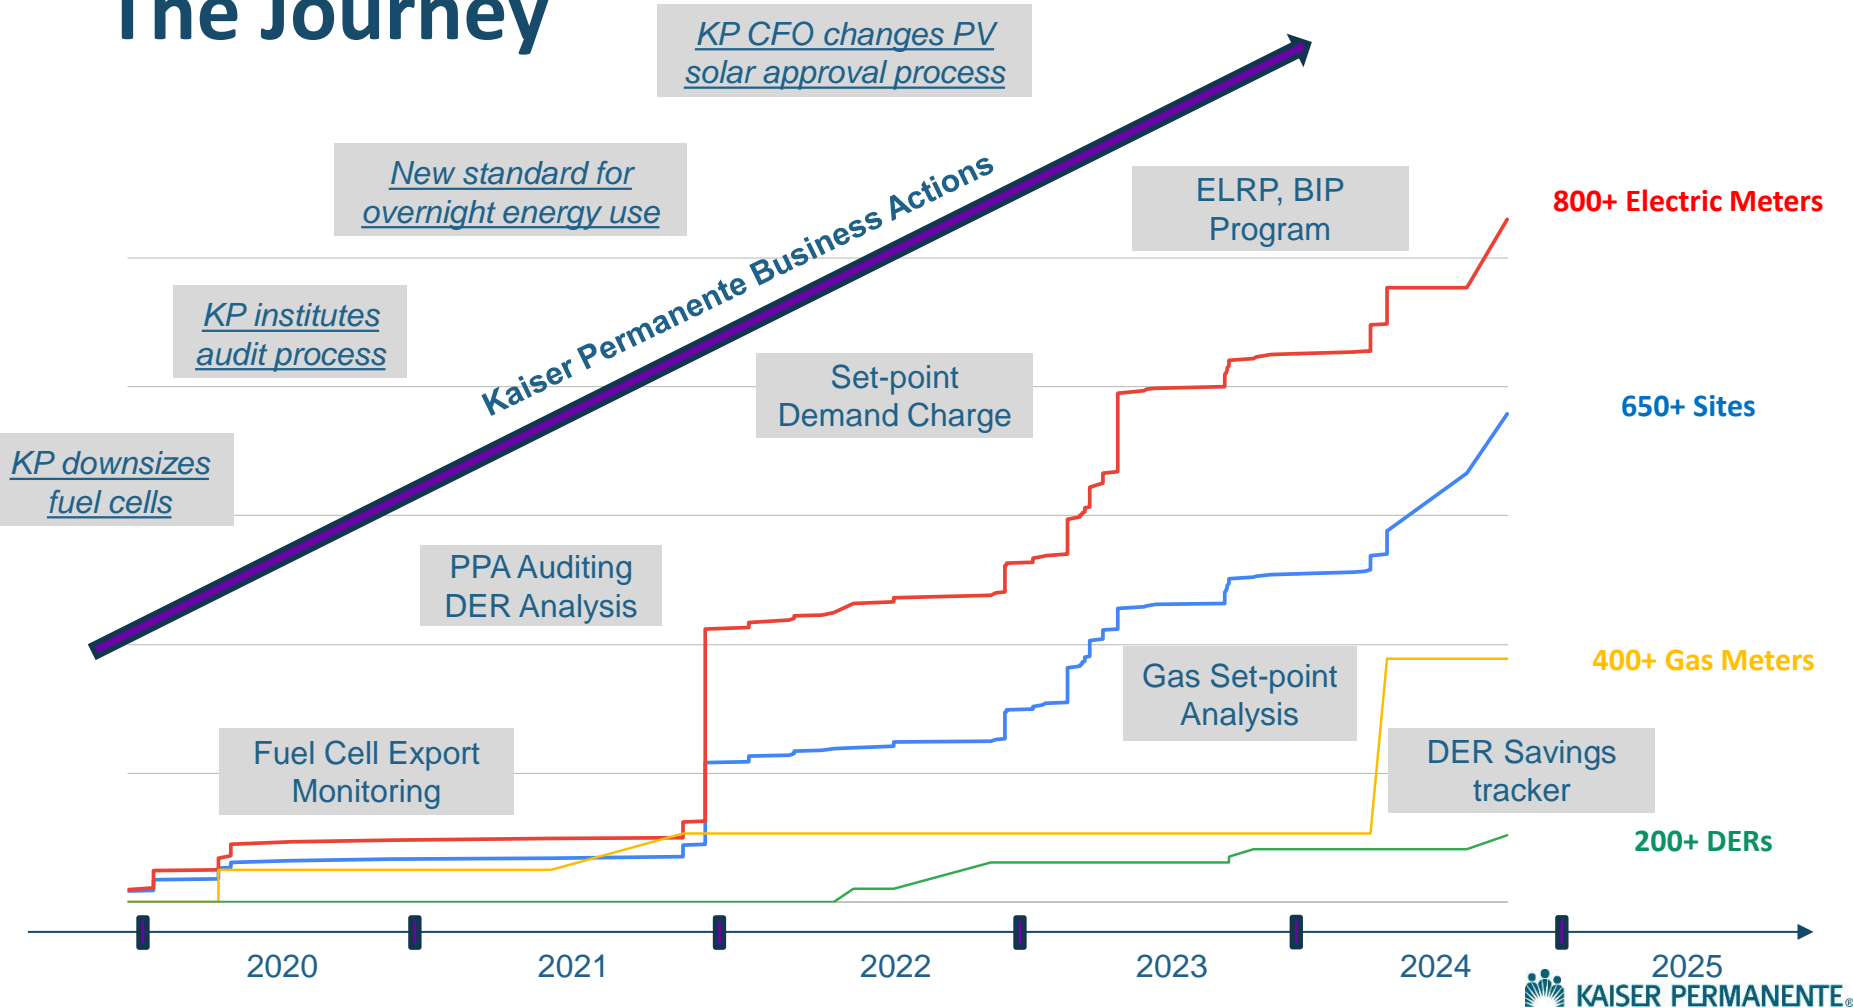 The Journey
KP CFO changes PV
solar approval process
New standard for
overnight energy use
ELRP, BIP
Program
800+ Electric Meters
Kaiser Permanente Business Actions
KP institutes
audit process
Set-point
Demand Charge
650+ Sites
KP downsizes
fuel cells
PPA Auditing
DER Analysis
Gas Set-point
Analysis
400+ Gas Meters
Fuel Cell Export
Monitoring
DER Savings
tracker
200+ DERs
2020
2021
2022
2023
2024
2025
KAISER PERMANENTE®